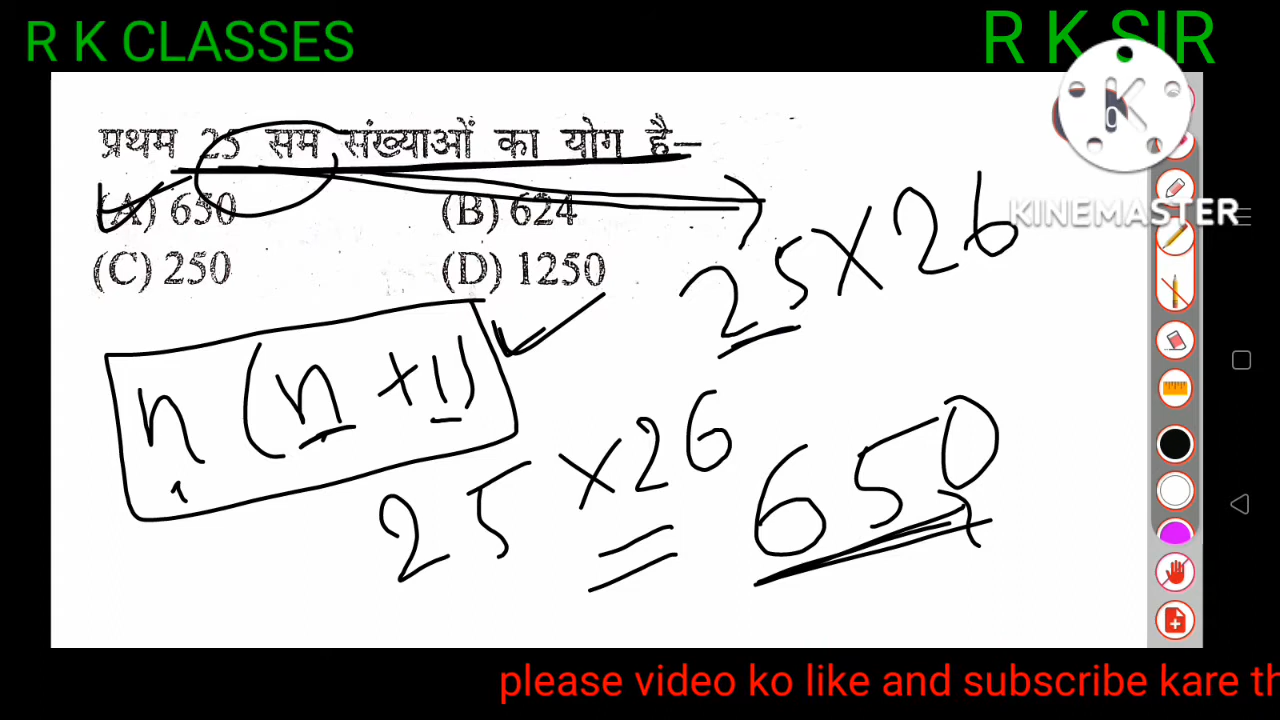 R K CLASSES
R K SIR
KINEMASTER
प्रथम 25 सम संख्याओं का योग है—
(A) 650 (B) 624
(C) 250 (D) 1250
25 × 26
n (n + 1)
25 × 26
650
please video ko like and subscribe kare th